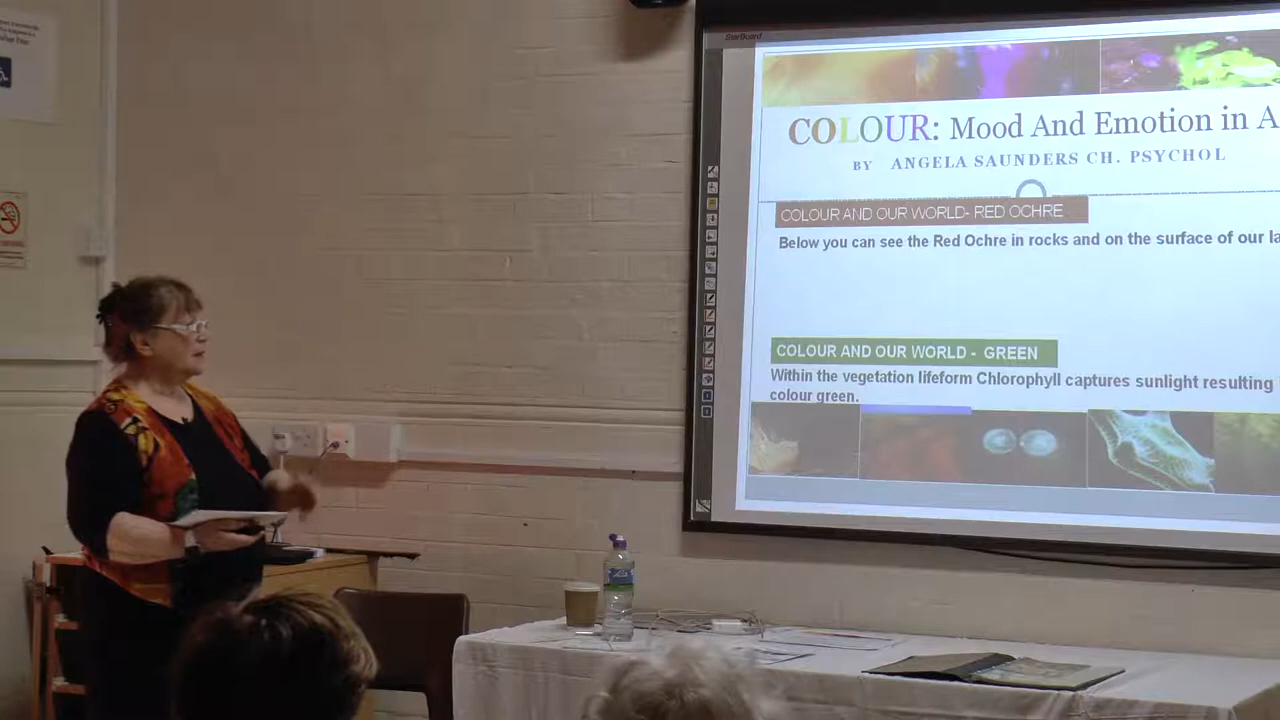 StarBoard
COLOUR: Mood And Emotion in A
BY ANGELA SAUNDERS CH. PSYCHOL
COLOUR AND OUR WORLD- RED OCHRE
Below you can see the Red Ochre in rocks and on the surface of our la
COLOUR AND OUR WORLD - GREEN
Within the vegetation lifeform Chlorophyll captures sunlight resulting
colour green.